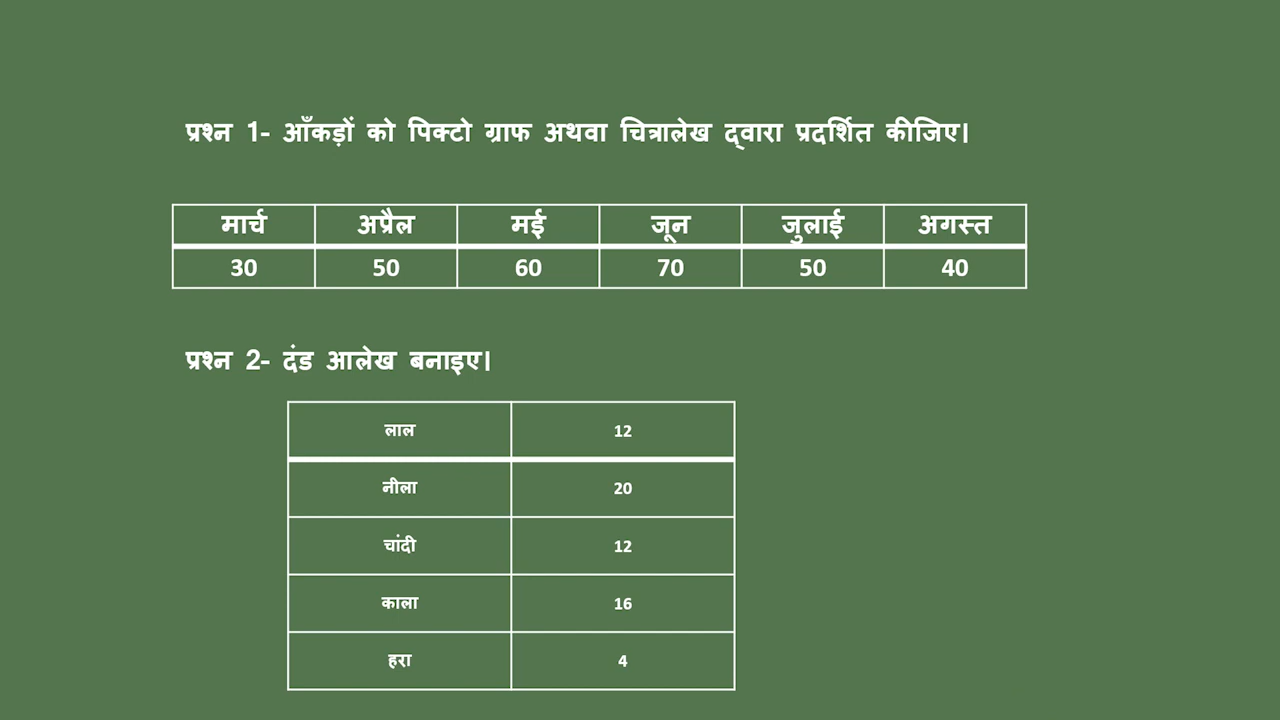 प्रश्न 1- आँकड़ों को पिक्टो ग्राफ अथवा चित्रालेख द्वारा प्रदर्शित कीजिए।
मार्च अप्रैल मई जून जुलाई अगस्त
30 50 60 70 50 40
प्रश्न 2- दंड आलेख बनाइए।
लाल 12
नीला 20
चांदी 12
काला 16
हरा 4